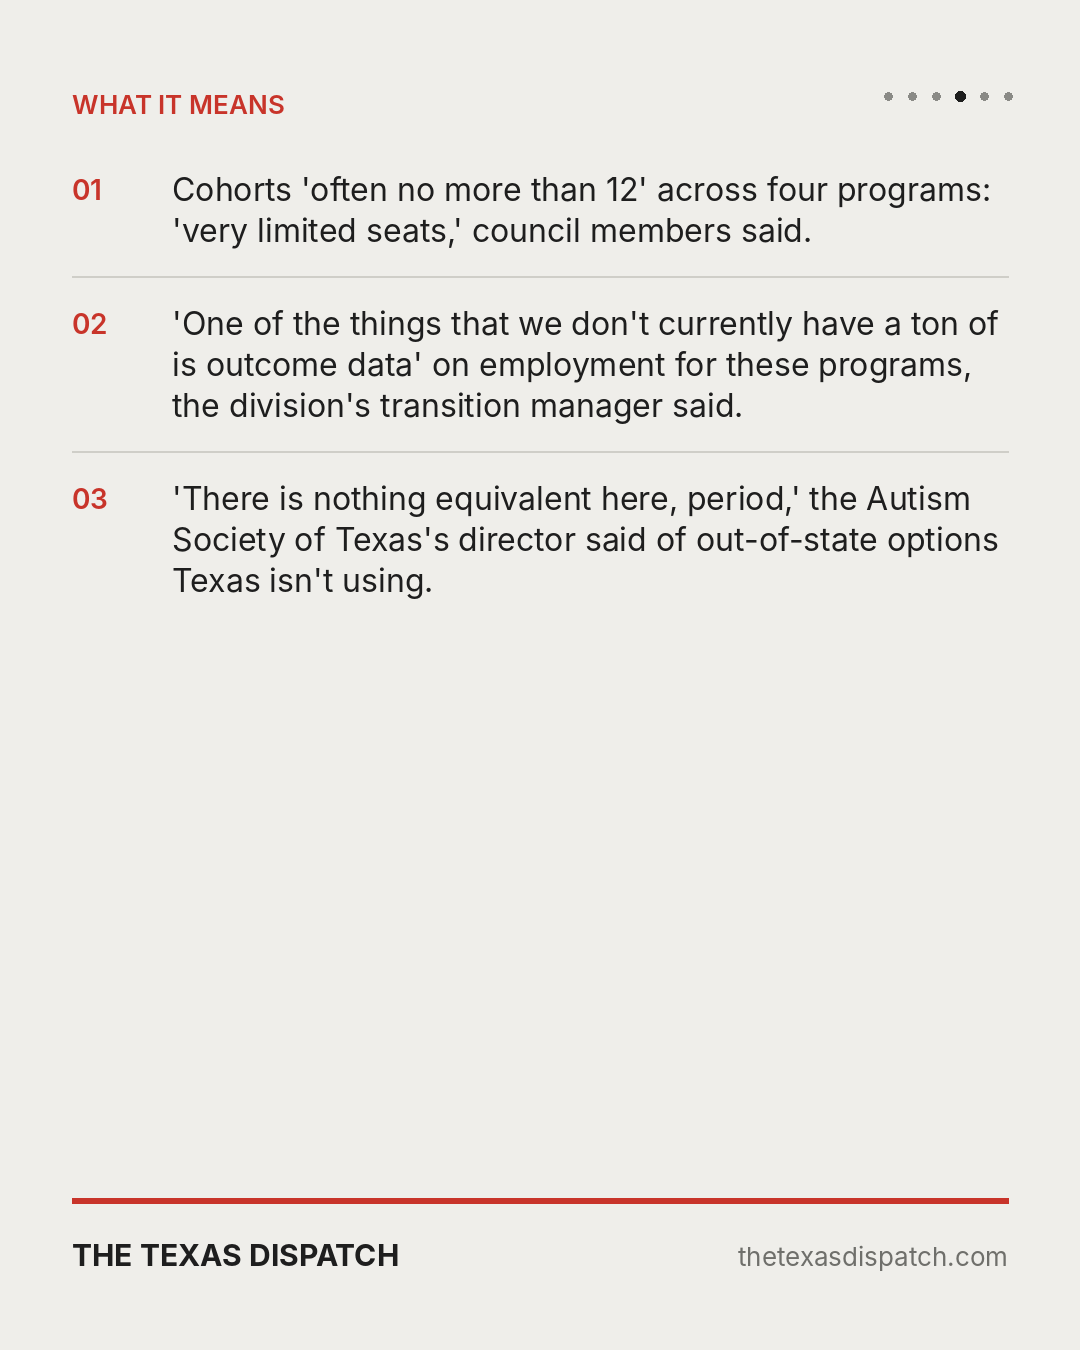 WHAT IT MEANS
01
Cohorts 'often no more than 12' across four programs:
'very limited seats,' council members said.
02
'One of the things that we don't currently have a ton of
is outcome data' on employment for these programs,
the division's transition manager said.
03
'There is nothing equivalent here, period,' the Autism
Society of Texas's director said of out-of-state options
Texas isn't using.
THE TEXAS DISPATCH
thetexasdispatch.com